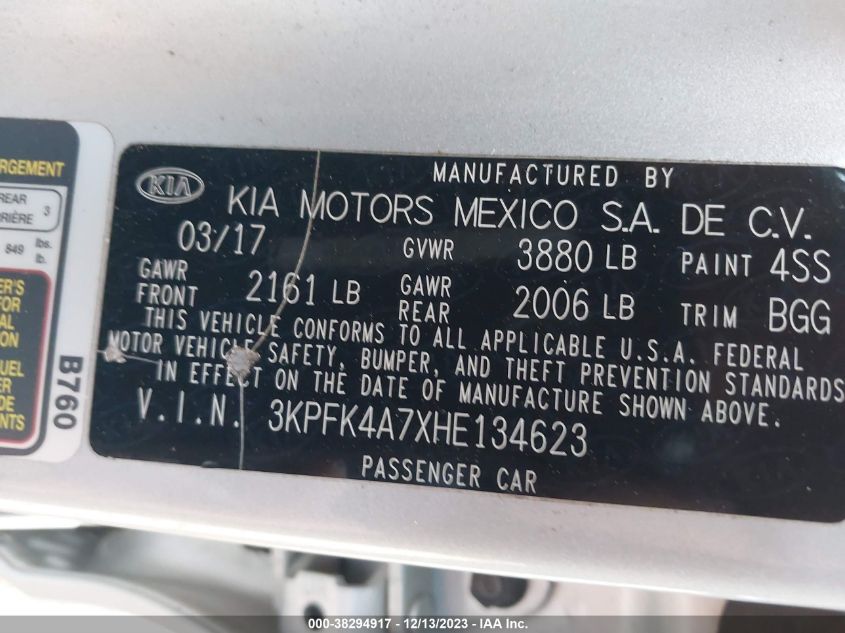 RGEMENT
REAR
RIÈRE 3
849 lbs.
kg
B760
KIA
MANUFACTURED BY
KIA MOTORS MEXICO S.A. DE C.V.
03/17 GVWR 3880 LB PAINT 4SS
GAWR FRONT 2161 LB GAWR REAR 2006 LB TRIM BGG
THIS VEHICLE CONFORMS TO ALL APPLICABLE U.S.A. FEDERAL
MOTOR VEHICLE SAFETY, BUMPER, AND THEFT PREVENTION STANDARDS
IN EFFECT ON THE DATE OF MANUFACTURE SHOWN ABOVE.
V.I.N. 3KPFK4A7XHE134623
PASSENGER CAR
000-38294917 - 12/13/2023 - IAA Inc.